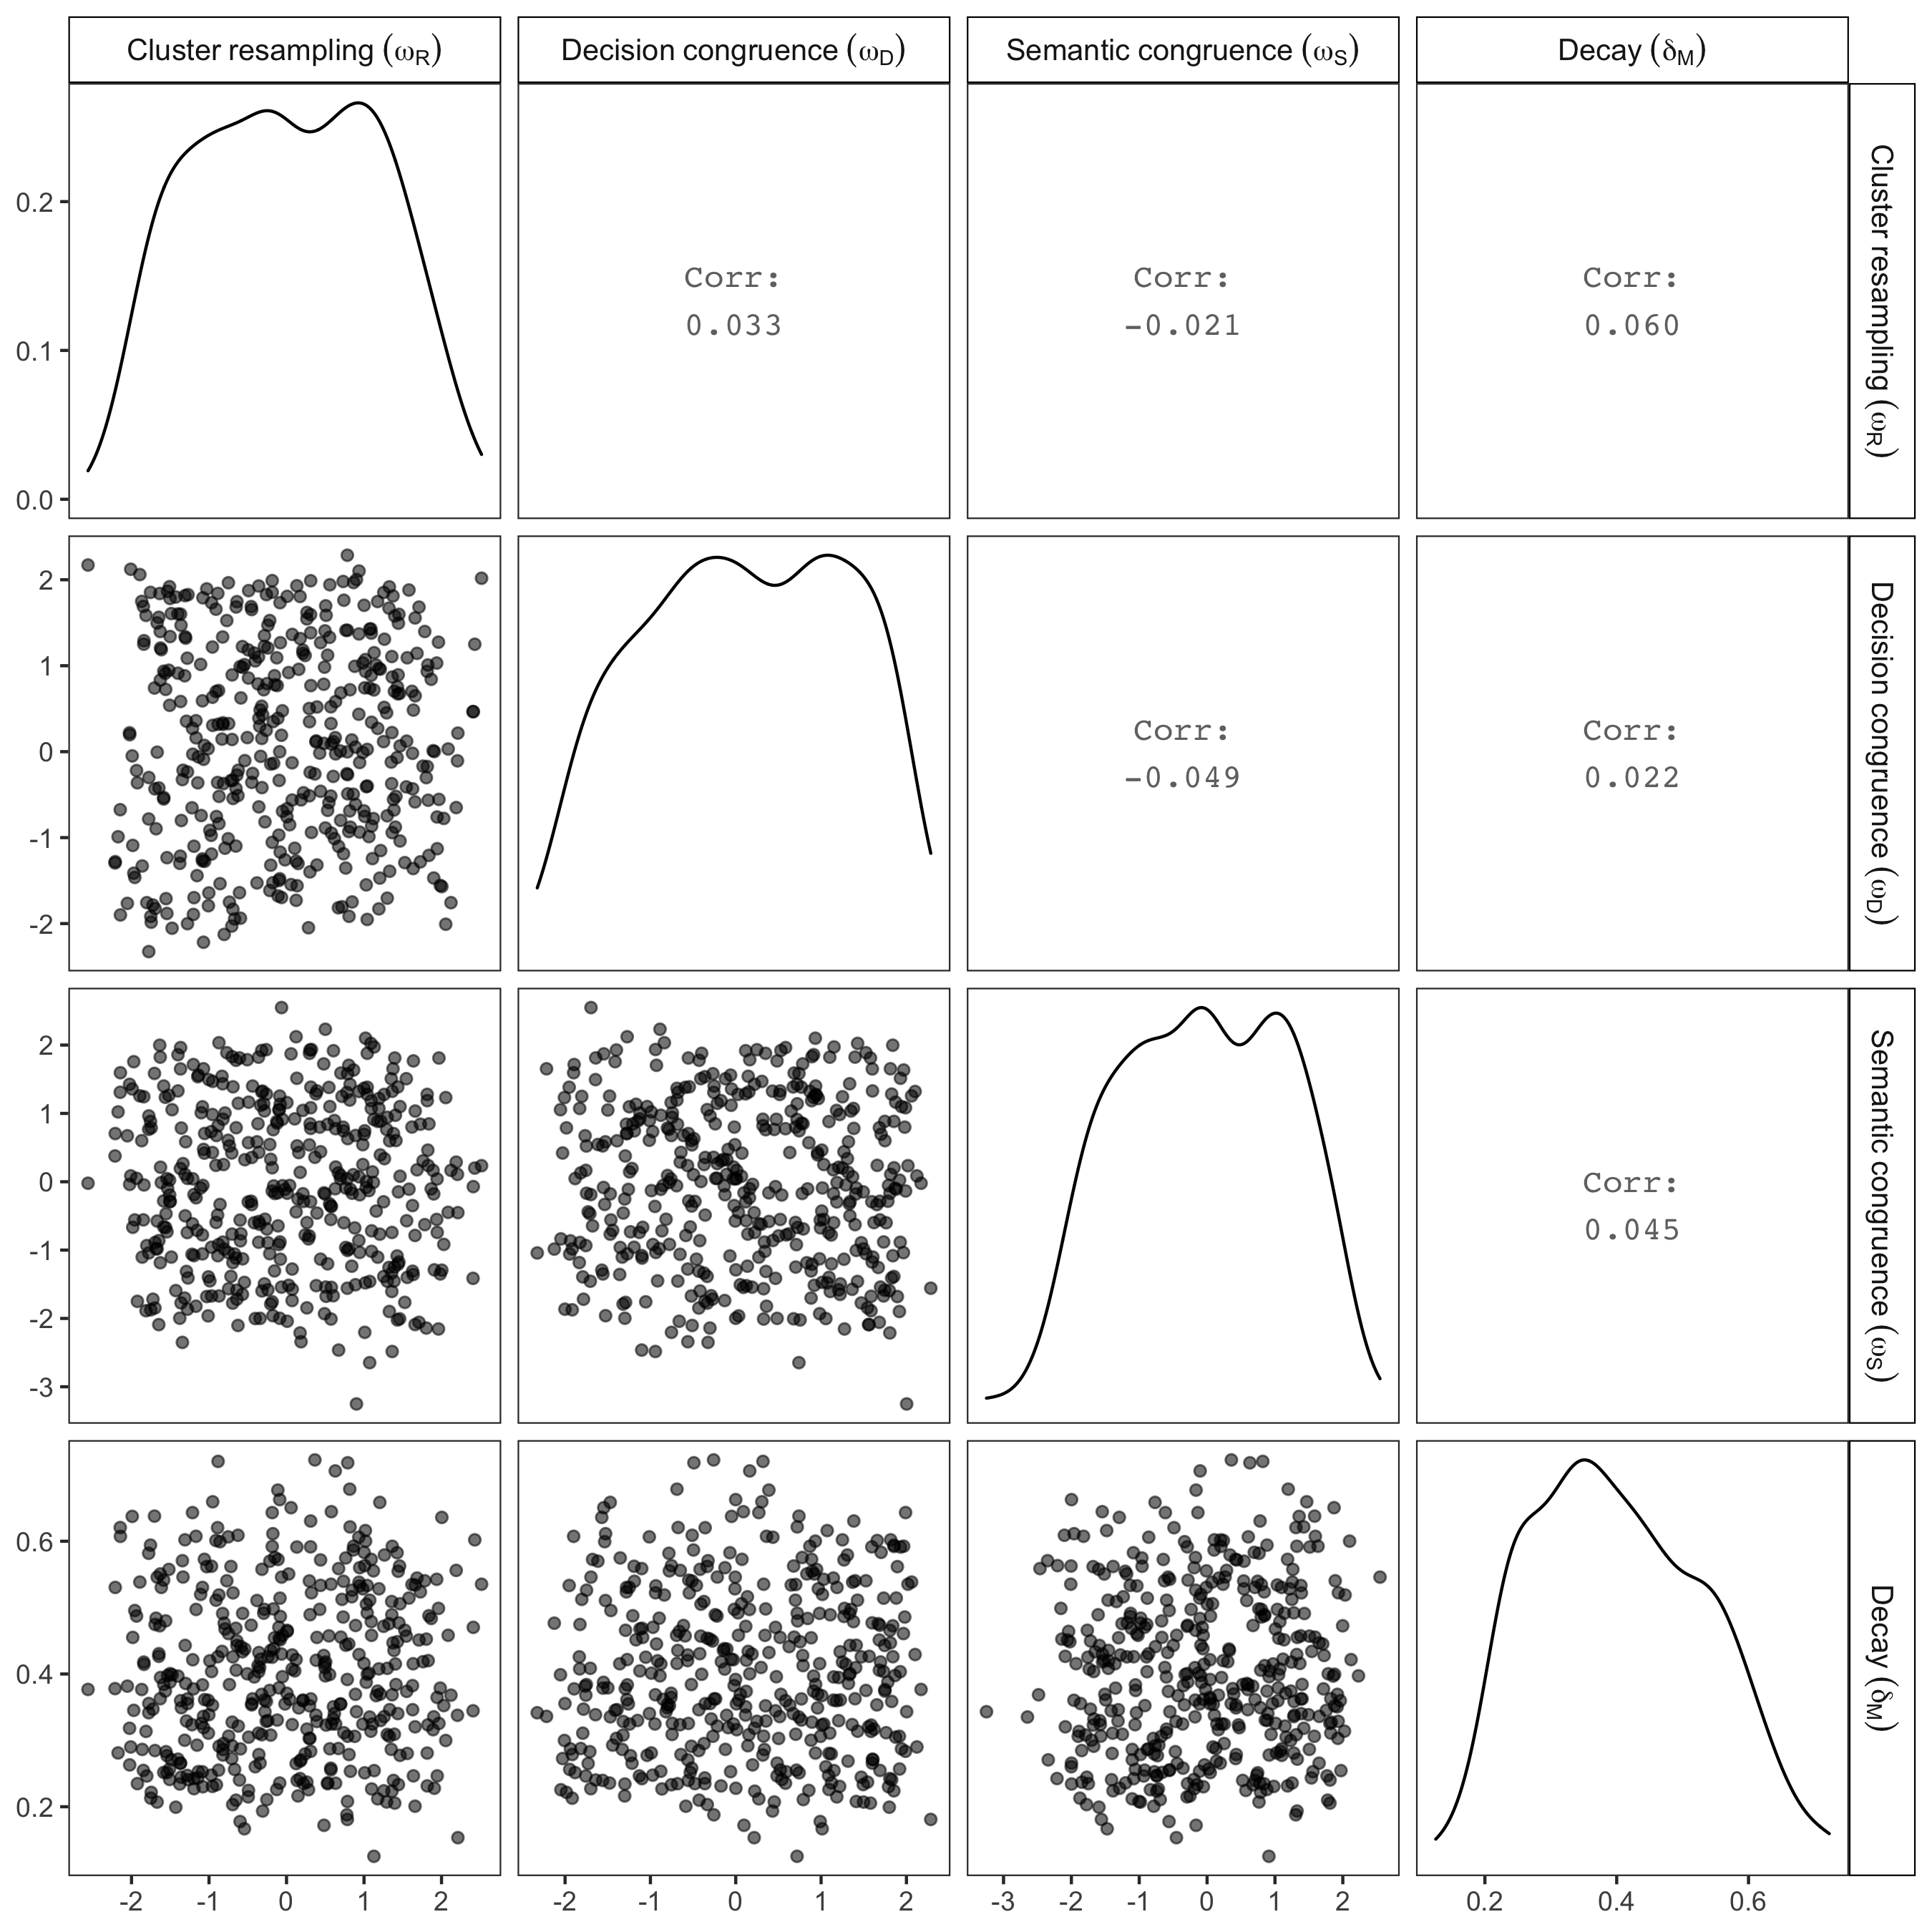 Cluster resampling (ωR)
Decision congruence (ωD)
Semantic congruence (ωS)
Decay (δM)
0.2
0.1
0.0
Corr:
0.033
Corr:
-0.021
Corr:
0.060
Cluster resampling (ωR)
2
1
0
-1
-2
Corr:
-0.049
Corr:
0.022
Decision congruence (ωD)
2
1
0
-1
-2
-3
Corr:
0.045
Semantic congruence (ωS)
0.6
0.4
0.2
Decay (δM)
-2 -1 0 1 2
-2 -1 0 1 2
-3 -2 -1 0 1 2
0.2 0.4 0.6